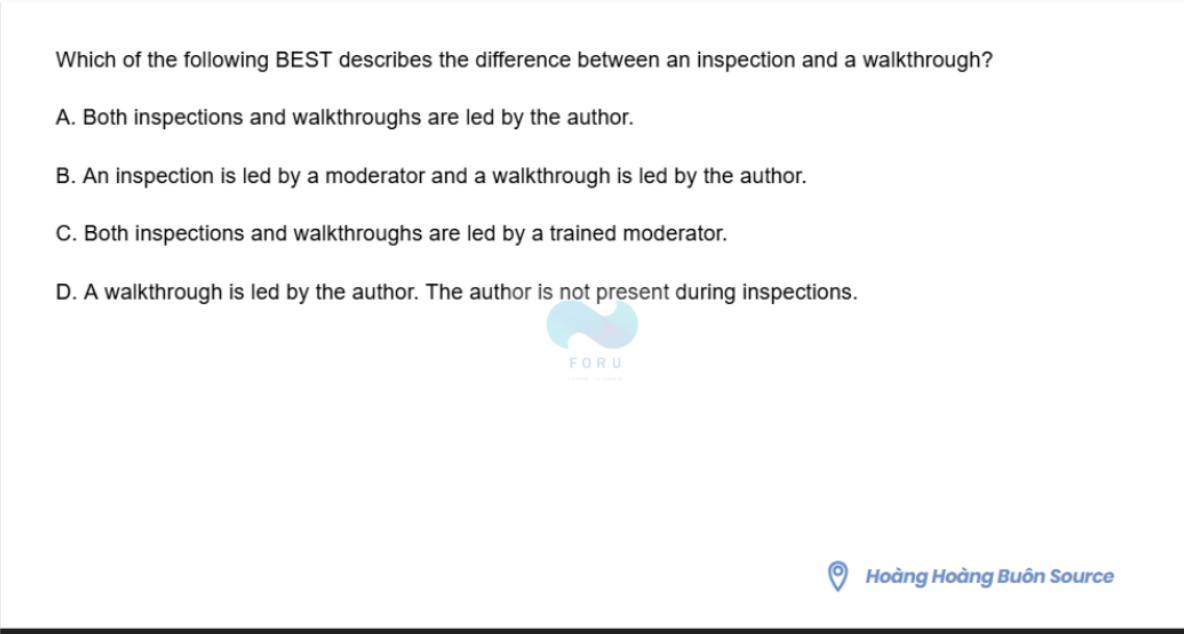 Which of the following BEST describes the difference between an inspection and a walkthrough?
A. Both inspections and walkthroughs are led by the author.
B. An inspection is led by a moderator and a walkthrough is led by the author.
C. Both inspections and walkthroughs are led by a trained moderator.
D. A walkthrough is led by the author. The author is not present during inspections.
FORU
Hoàng Hoàng Buôn Source